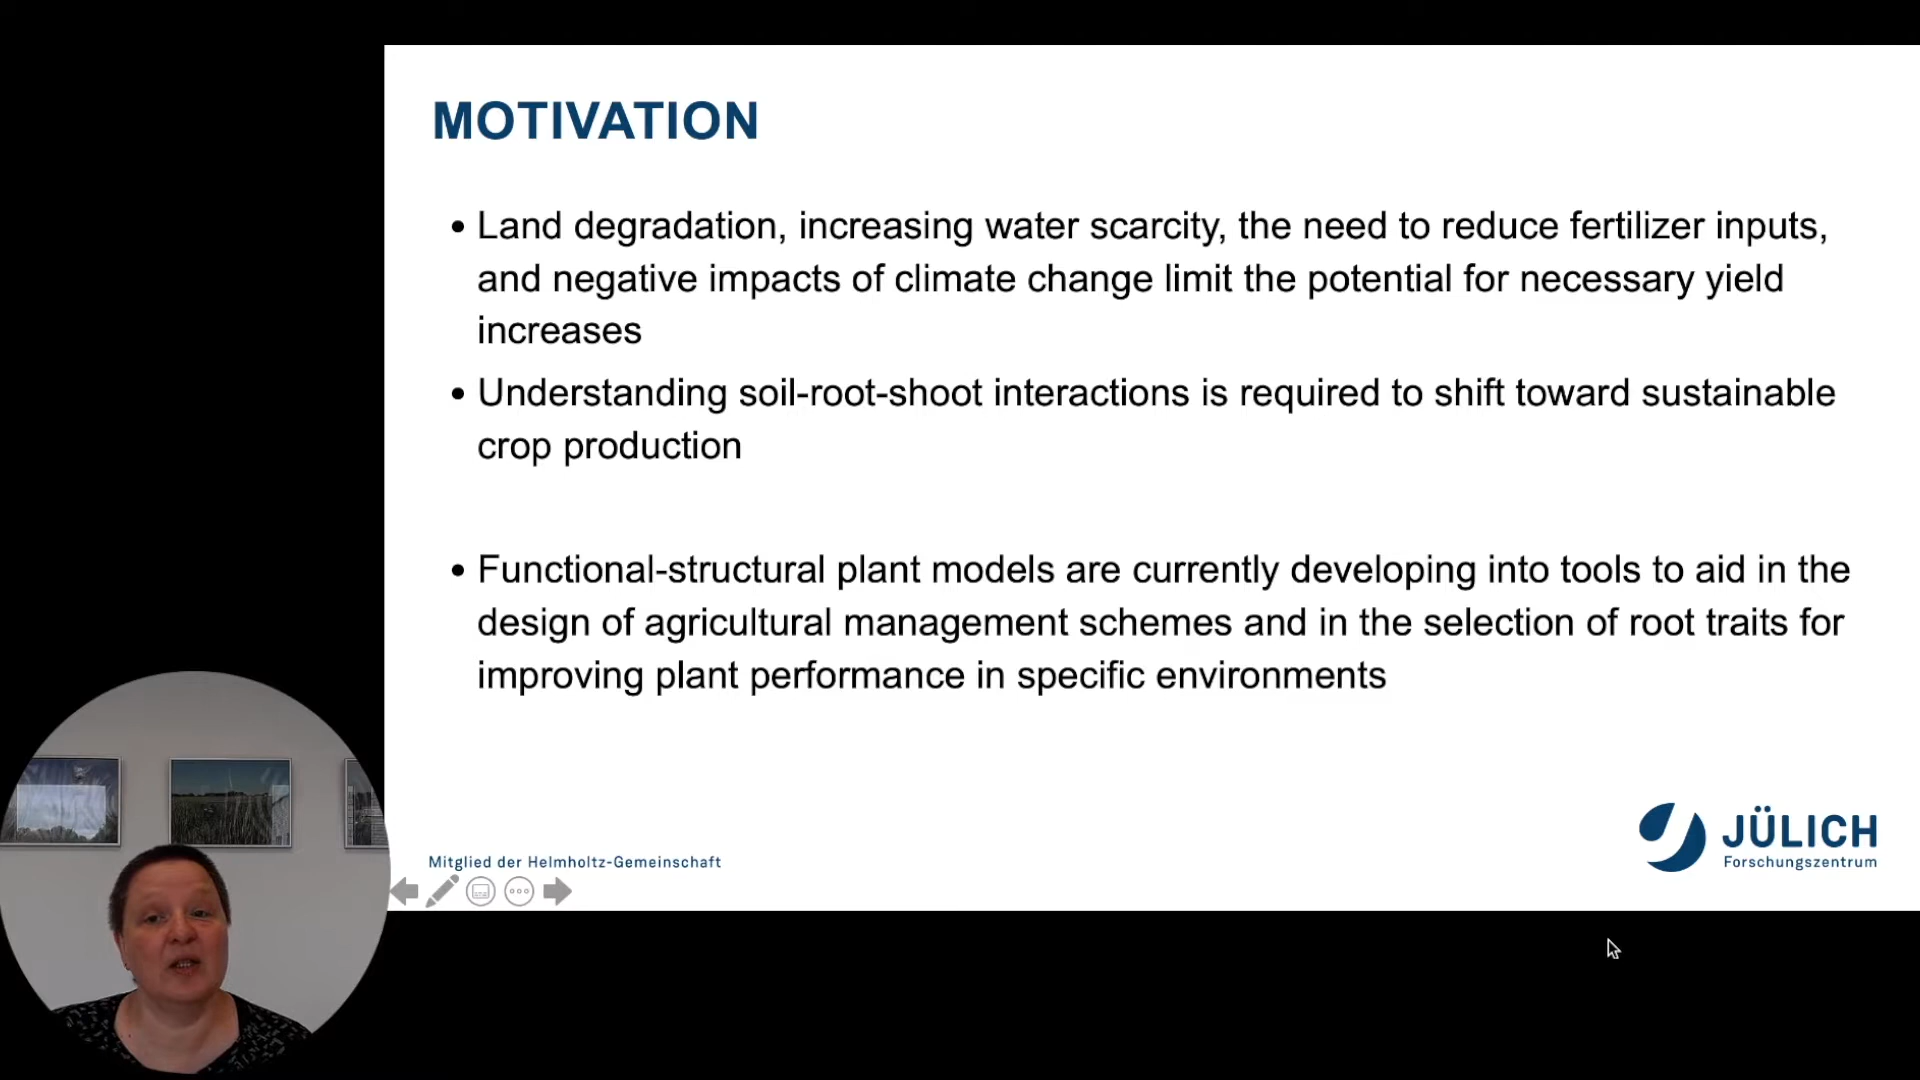 MOTIVATION
• Land degradation, increasing water scarcity, the need to reduce fertilizer inputs,
and negative impacts of climate change limit the potential for necessary yield
increases
• Understanding soil-root-shoot interactions is required to shift toward sustainable
crop production
• Functional-structural plant models are currently developing into tools to aid in the
design of agricultural management schemes and in the selection of root traits for
improving plant performance in specific environments
Mitglied der Helmholtz-Gemeinschaft
JÜLICH
Forschungszentrum